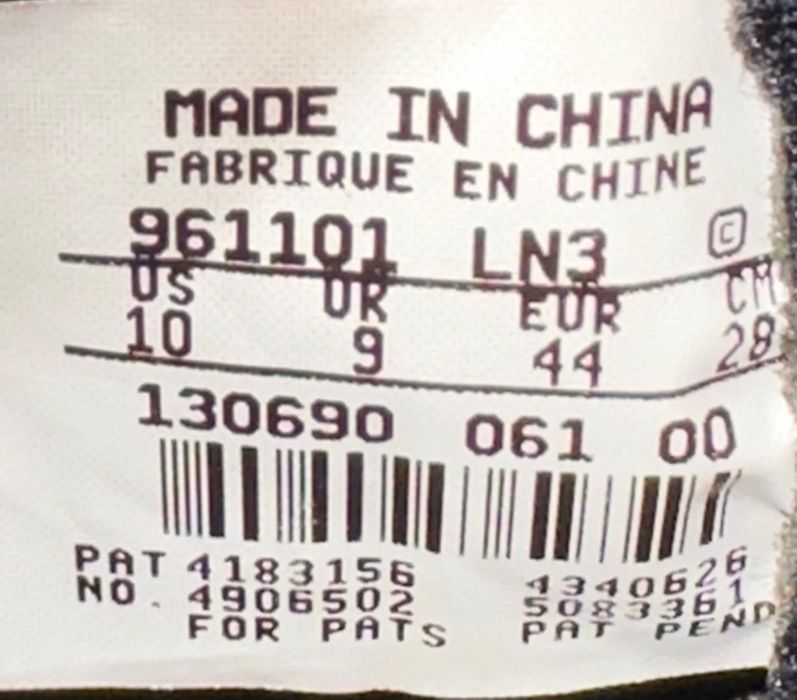 MADE IN CHINA
FABRIQUE EN CHINE
961101 LN3 ©
US UR EUR CM
10 9 44 28
130690 061 00
PAT 4183156 4340626
NO. 4906502 5083361
FOR PATS PAT PEND